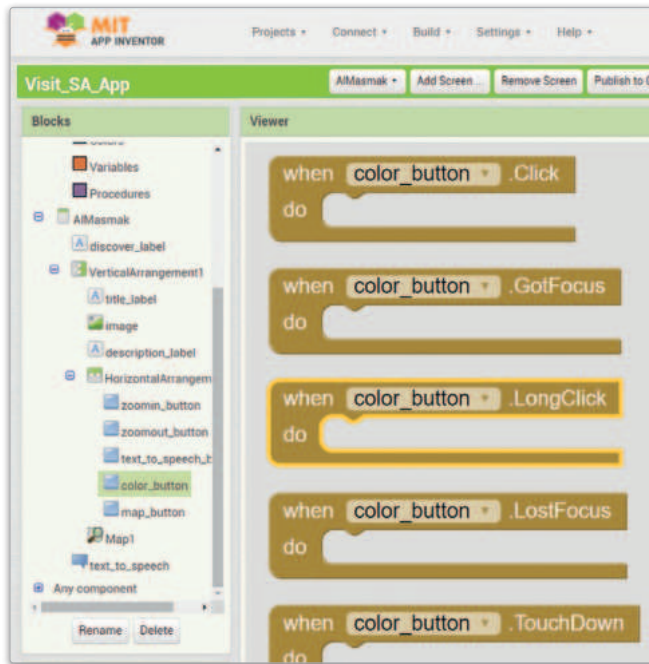 MIT
APP INVENTOR
Projects Connect Build Settings Help
Visit_SA_App
AlMasmak Add Screen ... Remove Screen Publish to
Blocks
Viewer
Variables
Procedures
AlMasmak
discover_label
VerticalArrangement1
title_label
image
description_label
HorizontalArrangem
zoomin_button
zoomout_button
text_to_speech_b
color_button
map_button
Map1
text_to_speech
Any component
Rename Delete
when color_button .Click
do
when color_button .GotFocus
do
when color_button .LongClick
do
when color_button .LostFocus
do
when color_button .TouchDown
do